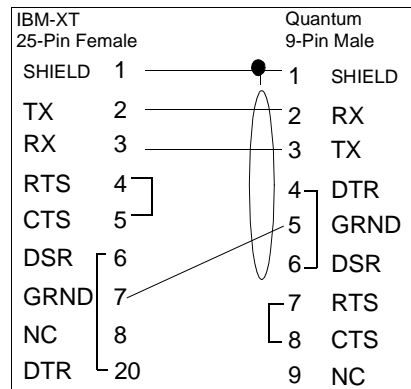 IBM-XT Quantum
25-Pin Female 9-Pin Male
SHIELD 1 1 SHIELD
TX 2 2 RX
RX 3 3 TX
RTS 4 4 DTR
CTS 5 5 GRND
DSR 6 6 DSR
GRND 7 7 RTS
NC 8 8 CTS
DTR 20 9 NC